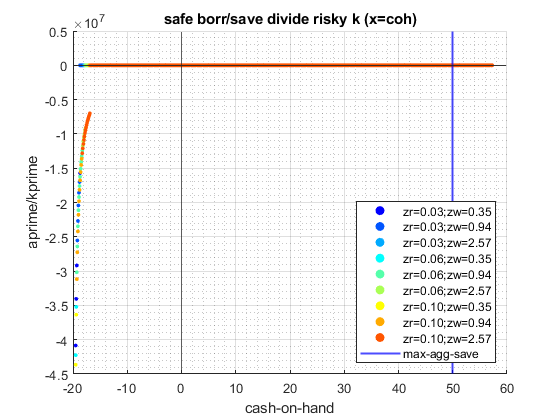 safe borr/save divide risky k (x=coh)
×10⁷
0.5
0
-0.5
-1
-1.5
-2
-2.5
-3
-3.5
-4
-4.5
aprime/kprime
zr=0.03;zw=0.35
zr=0.03;zw=0.94
zr=0.03;zw=2.57
zr=0.06;zw=0.35
zr=0.06;zw=0.94
zr=0.06;zw=2.57
zr=0.10;zw=0.35
zr=0.10;zw=0.94
zr=0.10;zw=2.57
max-agg-save
-20 -10 0 10 20 30 40 50 60
cash-on-hand